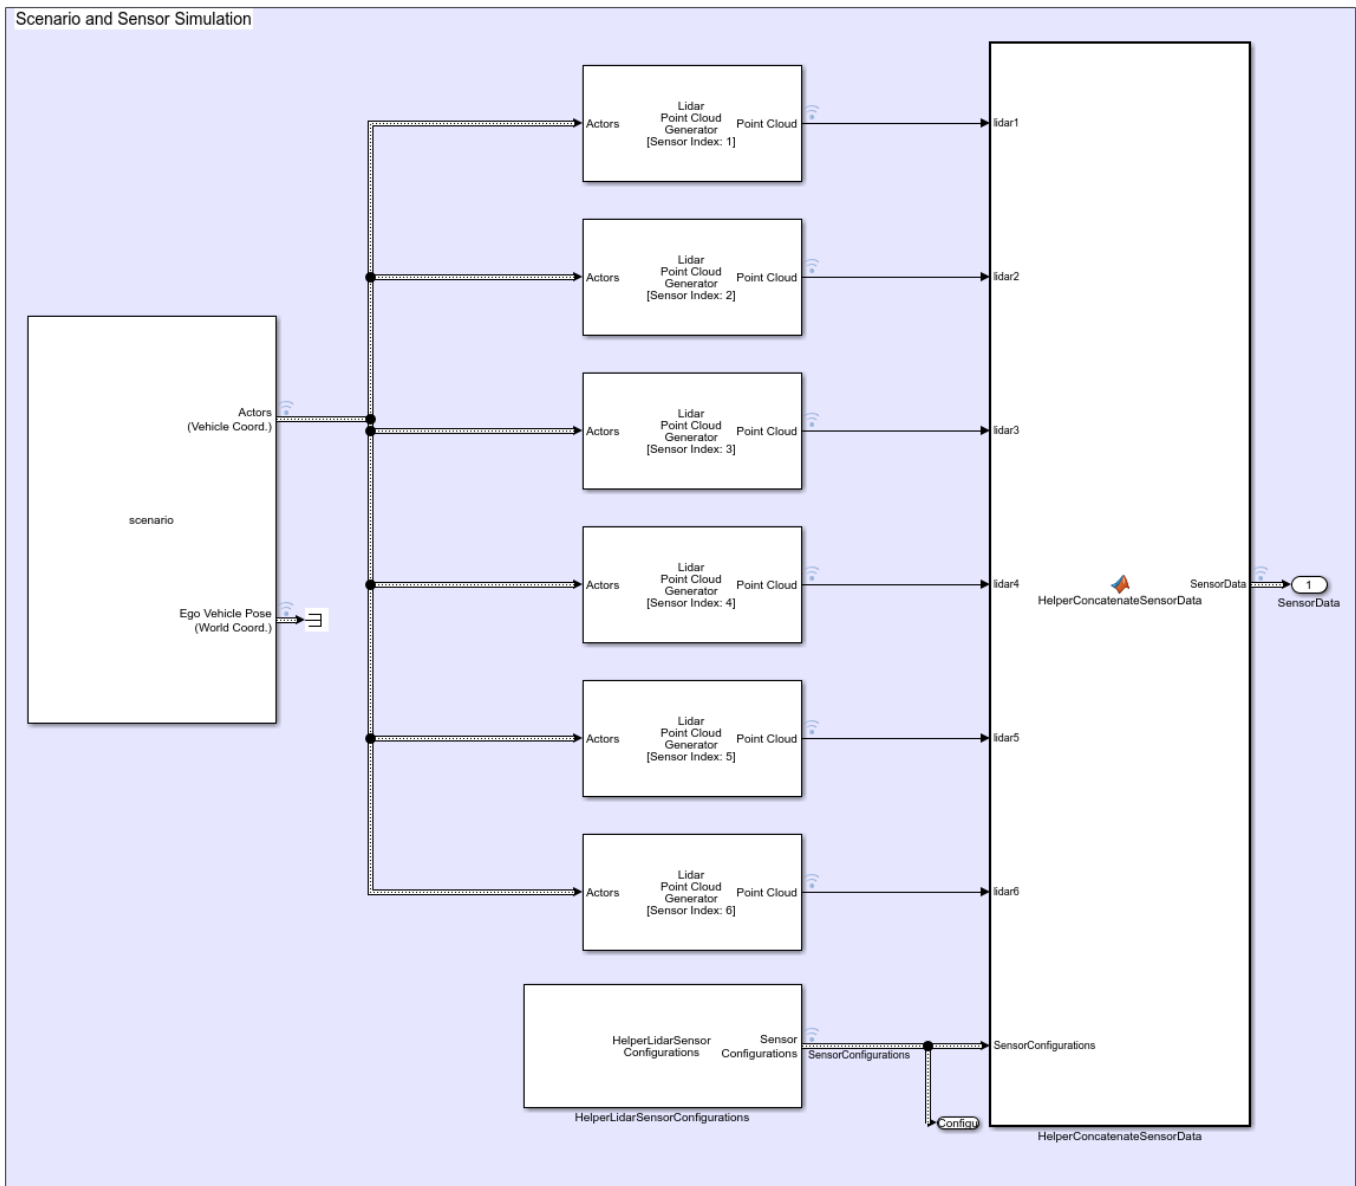 Scenario and Sensor Simulation
Actors
Lidar
Point Cloud
Generator
[Sensor Index: 1]
Point Cloud
lidar1
Actors
Lidar
Point Cloud
Generator
[Sensor Index: 2]
Point Cloud
lidar2
Actors
Lidar
Point Cloud
Generator
[Sensor Index: 3]
Point Cloud
lidar3
Actors
(Vehicle Coord.)
scenario
Ego Vehicle Pose
(World Coord.)
Actors
Lidar
Point Cloud
Generator
[Sensor Index: 4]
Point Cloud
lidar4
HelperConcatenateSensorData
SensorData
1
SensorData
Actors
Lidar
Point Cloud
Generator
[Sensor Index: 5]
Point Cloud
lidar5
Actors
Lidar
Point Cloud
Generator
[Sensor Index: 6]
Point Cloud
lidar6
HelperLidarSensor
Configurations
Sensor
Configurations
SensorConfigurations
SensorConfigurations
HelperLidarSensorConfigurations
Configu
HelperConcatenateSensorData